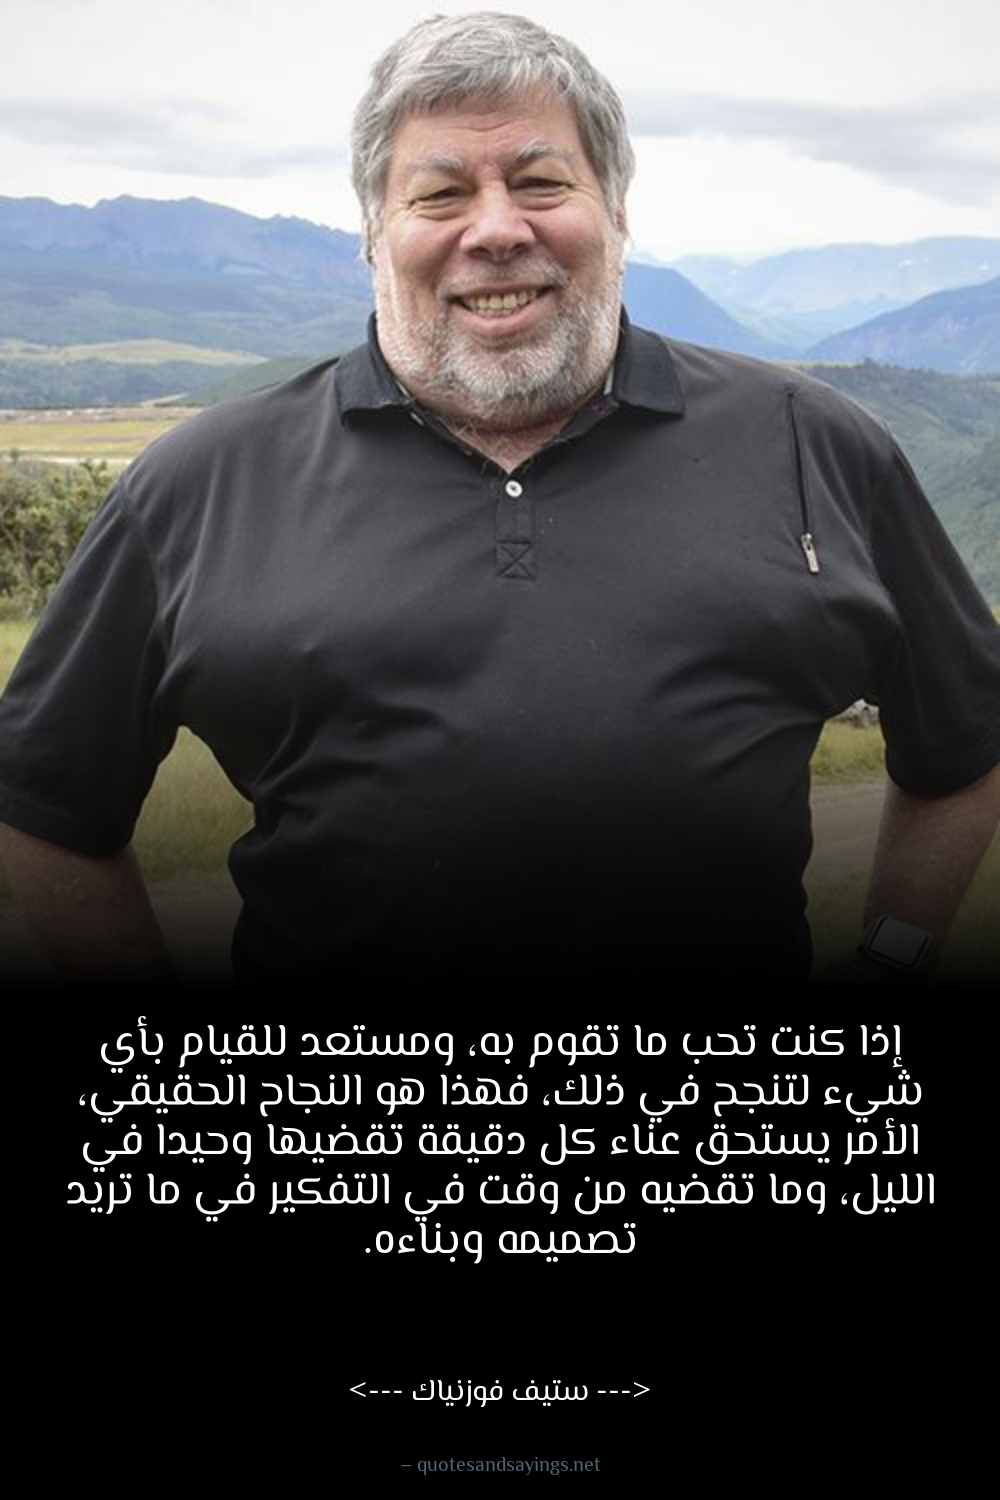 إذا كنت تحب ما تقوم به، ومستعد للقيام بأي
شيء لتنجح في ذلك، فهذا هو النجاح الحقيقي،
الأمر يستحق عناء كل دقيقة تقضيها وحيدا في
الليل، وما تقضيه من وقت في التفكير في ما تريد
تصميمه وبناءه.
<--- ستيف فوزنياك --->
– quotesandsayings.net